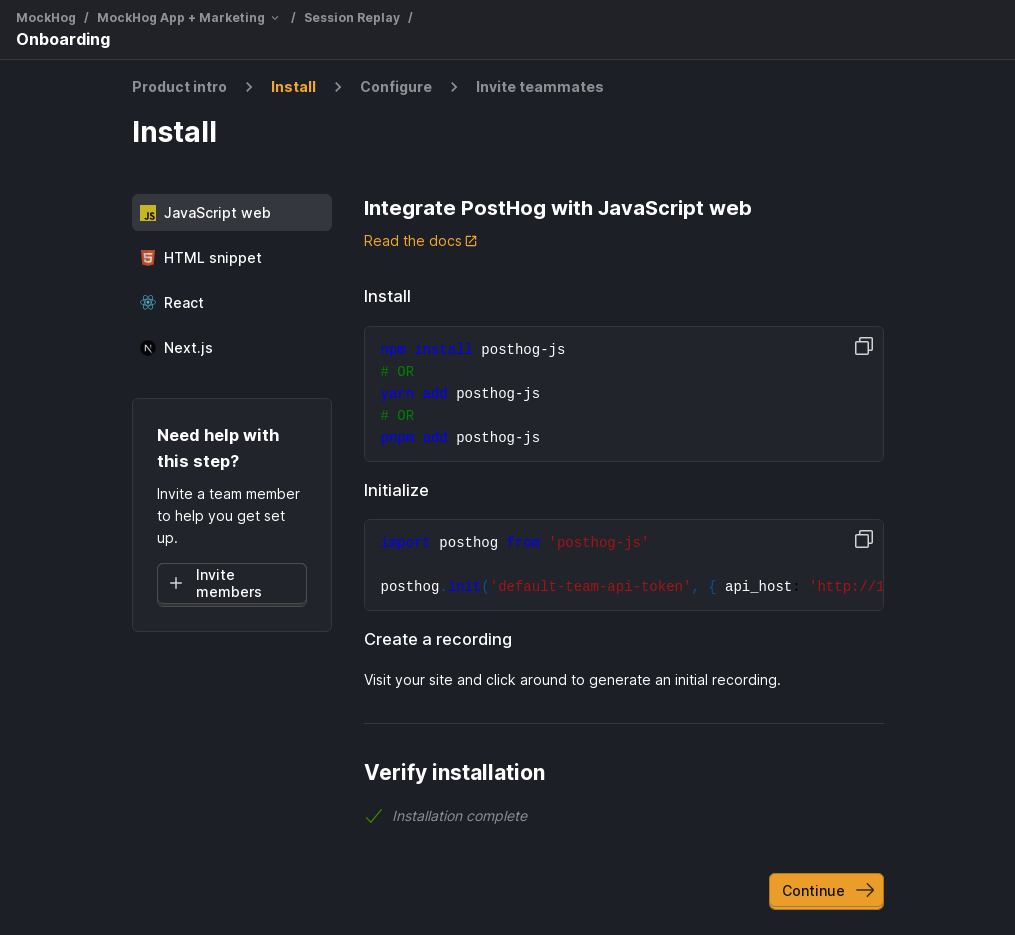 MockHog / MockHog App + Marketing / Session Replay /
Onboarding
Product intro > Install > Configure > Invite teammates
Install
JavaScript web
HTML snippet
React
Next.js
Need help with
this step?
Invite a team member
to help you get set
up.
Invite
members
Integrate PostHog with JavaScript web
Read the docs
Install
npm install posthog-js
# OR
yarn add posthog-js
# OR
pnpm add posthog-js
Initialize
import posthog from 'posthog-js'
posthog.init('default-team-api-token', { api_host: 'http://1
Create a recording
Visit your site and click around to generate an initial recording.
Verify installation
Installation complete
Continue